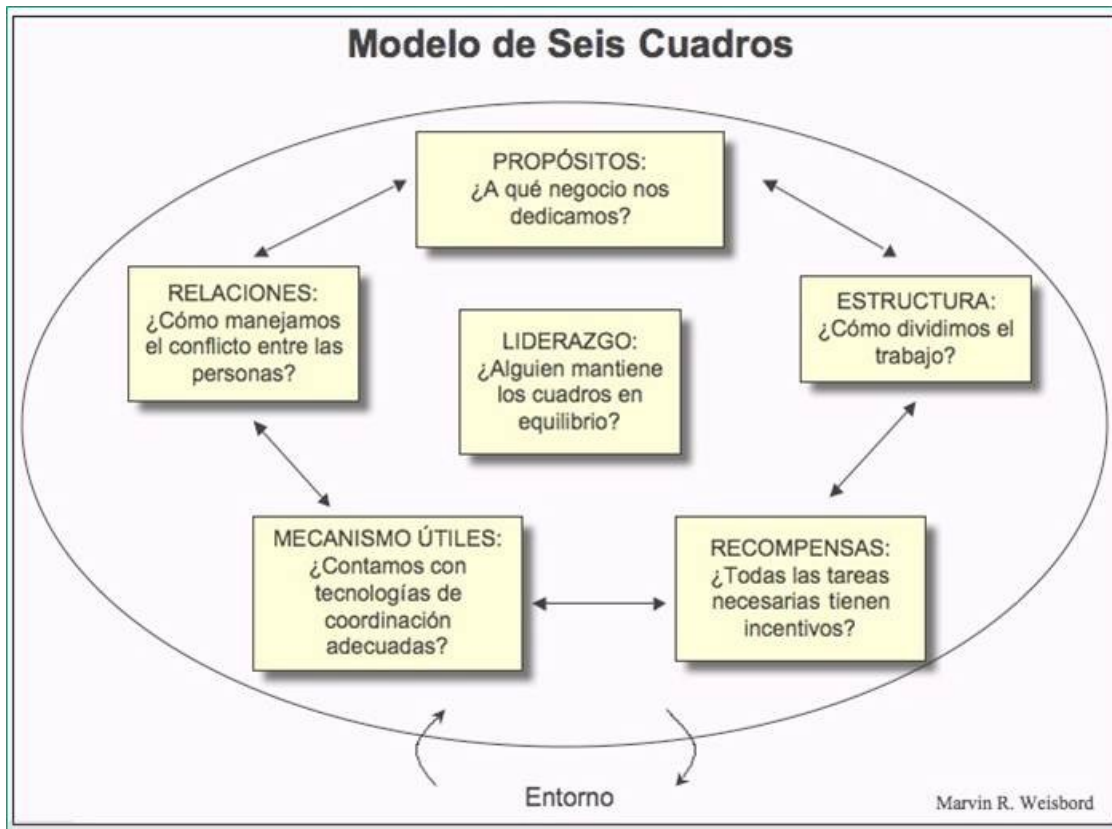 Modelo de Seis Cuadros
PROPÓSITOS:
¿A qué negocio nos
dedicamos?
RELACIONES:
¿Cómo manejamos
el conflicto entre las
personas?
LIDERAZGO:
¿Alguien mantiene
los cuadros en
equilibrio?
ESTRUCTURA:
¿Cómo dividimos el
trabajo?
MECANISMO ÚTILES:
¿Contamos con
tecnologías de
coordinación
adecuadas?
RECOMPENSAS:
¿Todas las tareas
necesarias tienen
incentivos?
Entorno
Marvin R. Weisbord